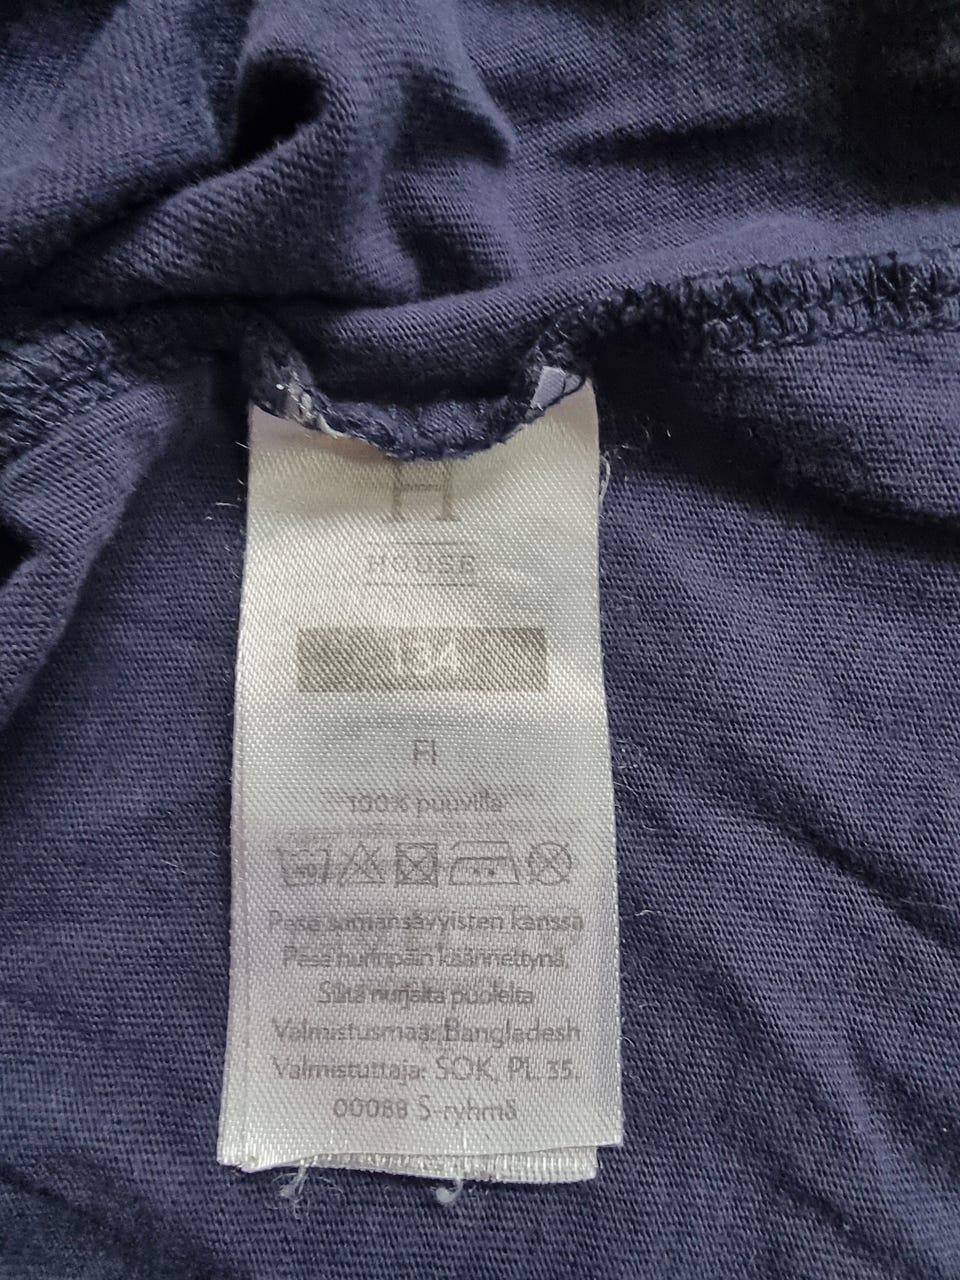 H
HOUSE
134
FI
100% puuvilla
40
Pese samansävyisten kanssa
Pese nurinpäin käännettynä.
Silitä nurjalta puolelta
Valmistusmaa: Bangladesh
Valmistuttaja: SOK, PL 35,
00088 S-ryhmä